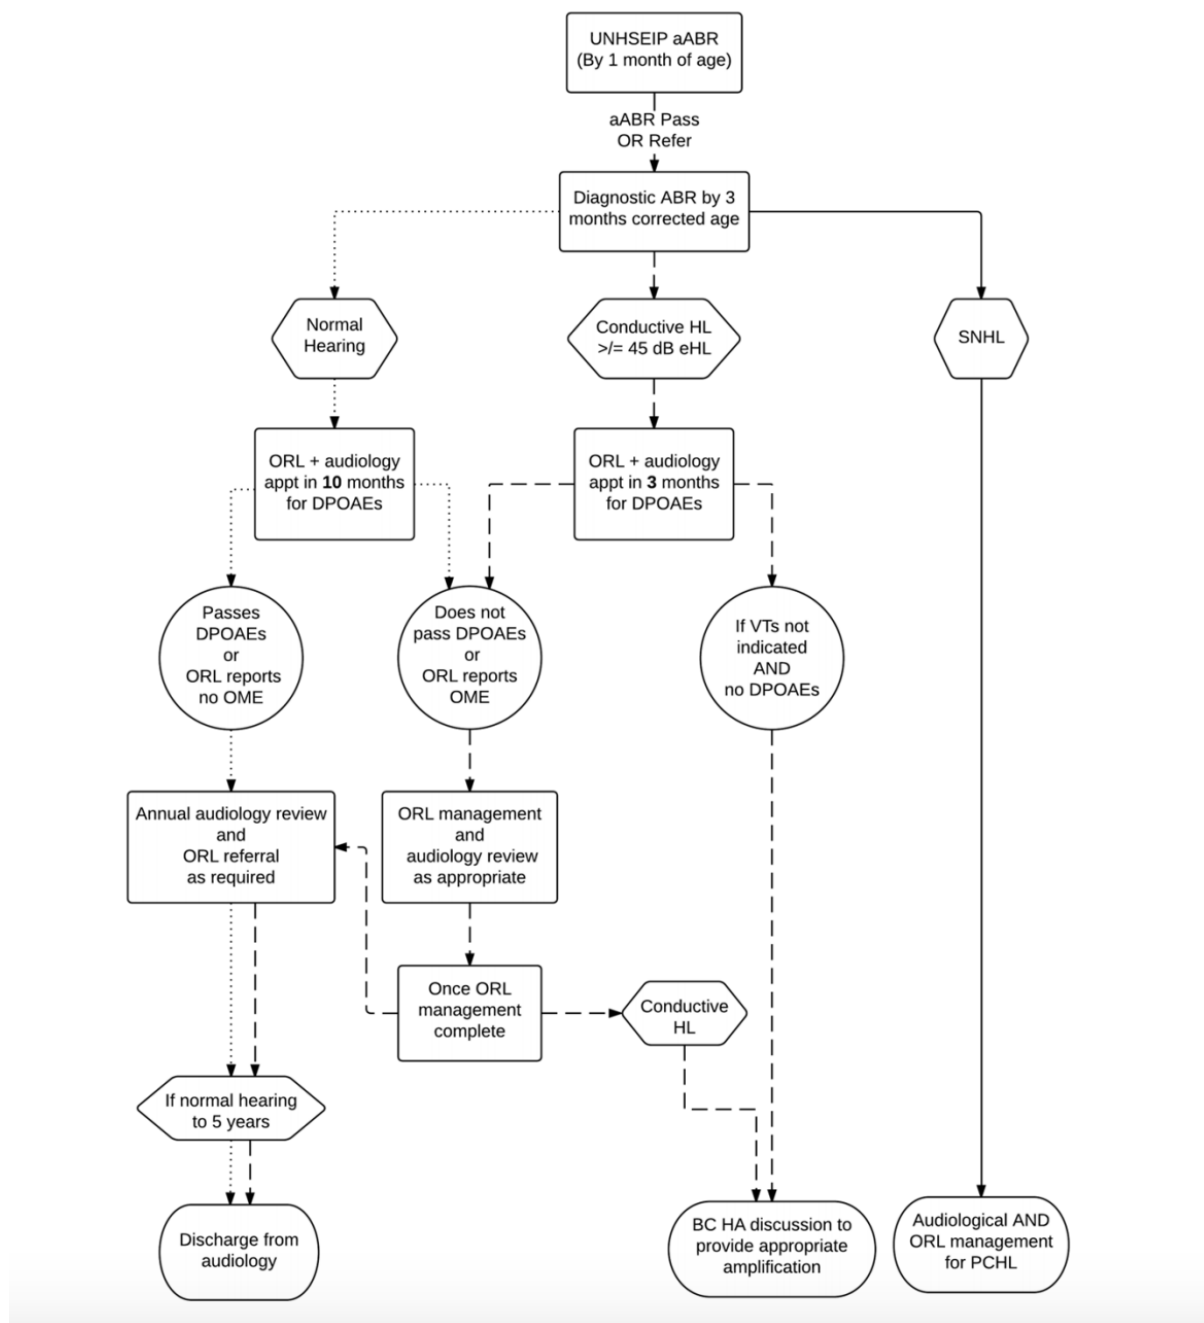 UNHSEIP aABR
(By 1 month of age)
aABR Pass
OR Refer
Diagnostic ABR by 3
months corrected age
Normal
Hearing
Conductive HL
>/= 45 dB eHL
SNHL
ORL + audiology
appt in 10 months
for DPOAEs
ORL + audiology
appt in 3 months
for DPOAEs
Passes
DPOAEs
or
ORL reports
no OME
Does not
pass DPOAEs
or
ORL reports
OME
If VTs not
indicated
AND
no DPOAEs
Annual audiology review
and
ORL referral
as required
ORL management
and
audiology review
as appropriate
Once ORL
management
complete
Conductive
HL
If normal hearing
to 5 years
Discharge from
audiology
BC HA discussion to
provide appropriate
amplification
Audiological AND
ORL management
for PCHL